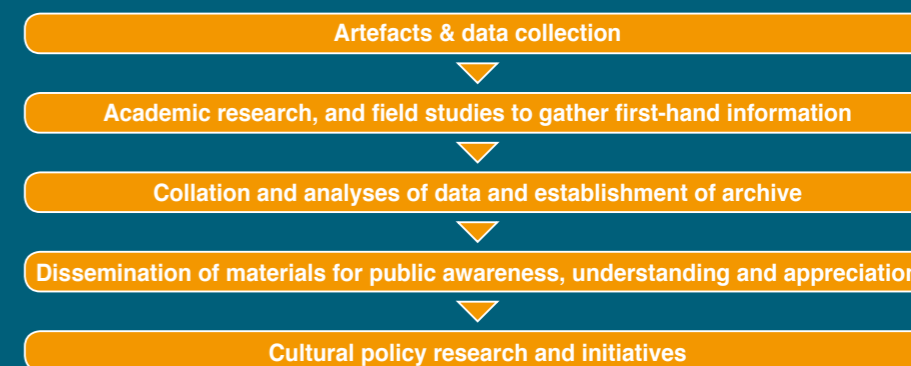 Artefacts & data collection
Academic research, and field studies to gather first-hand information
Collation and analyses of data and establishment of archive
Dissemination of materials for public awareness, understanding and appreciation
Cultural policy research and initiatives